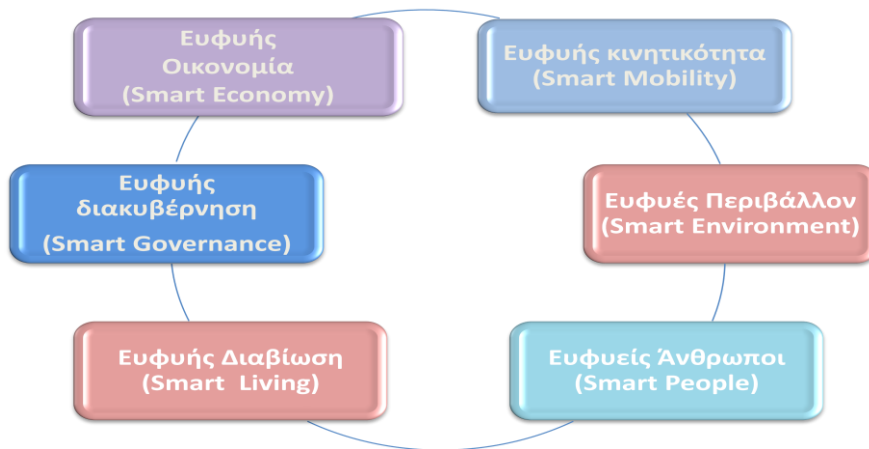 Ευφυής
Οικονομία
(Smart Economy)
Ευφυής κινητικότητα
(Smart Mobility)
Ευφυής
διακυβέρνηση
(Smart Governance)
Ευφυές Περιβάλλον
(Smart Environment)
Ευφυής Διαβίωση
(Smart Living)
Ευφυείς Άνθρωποι
(Smart People)